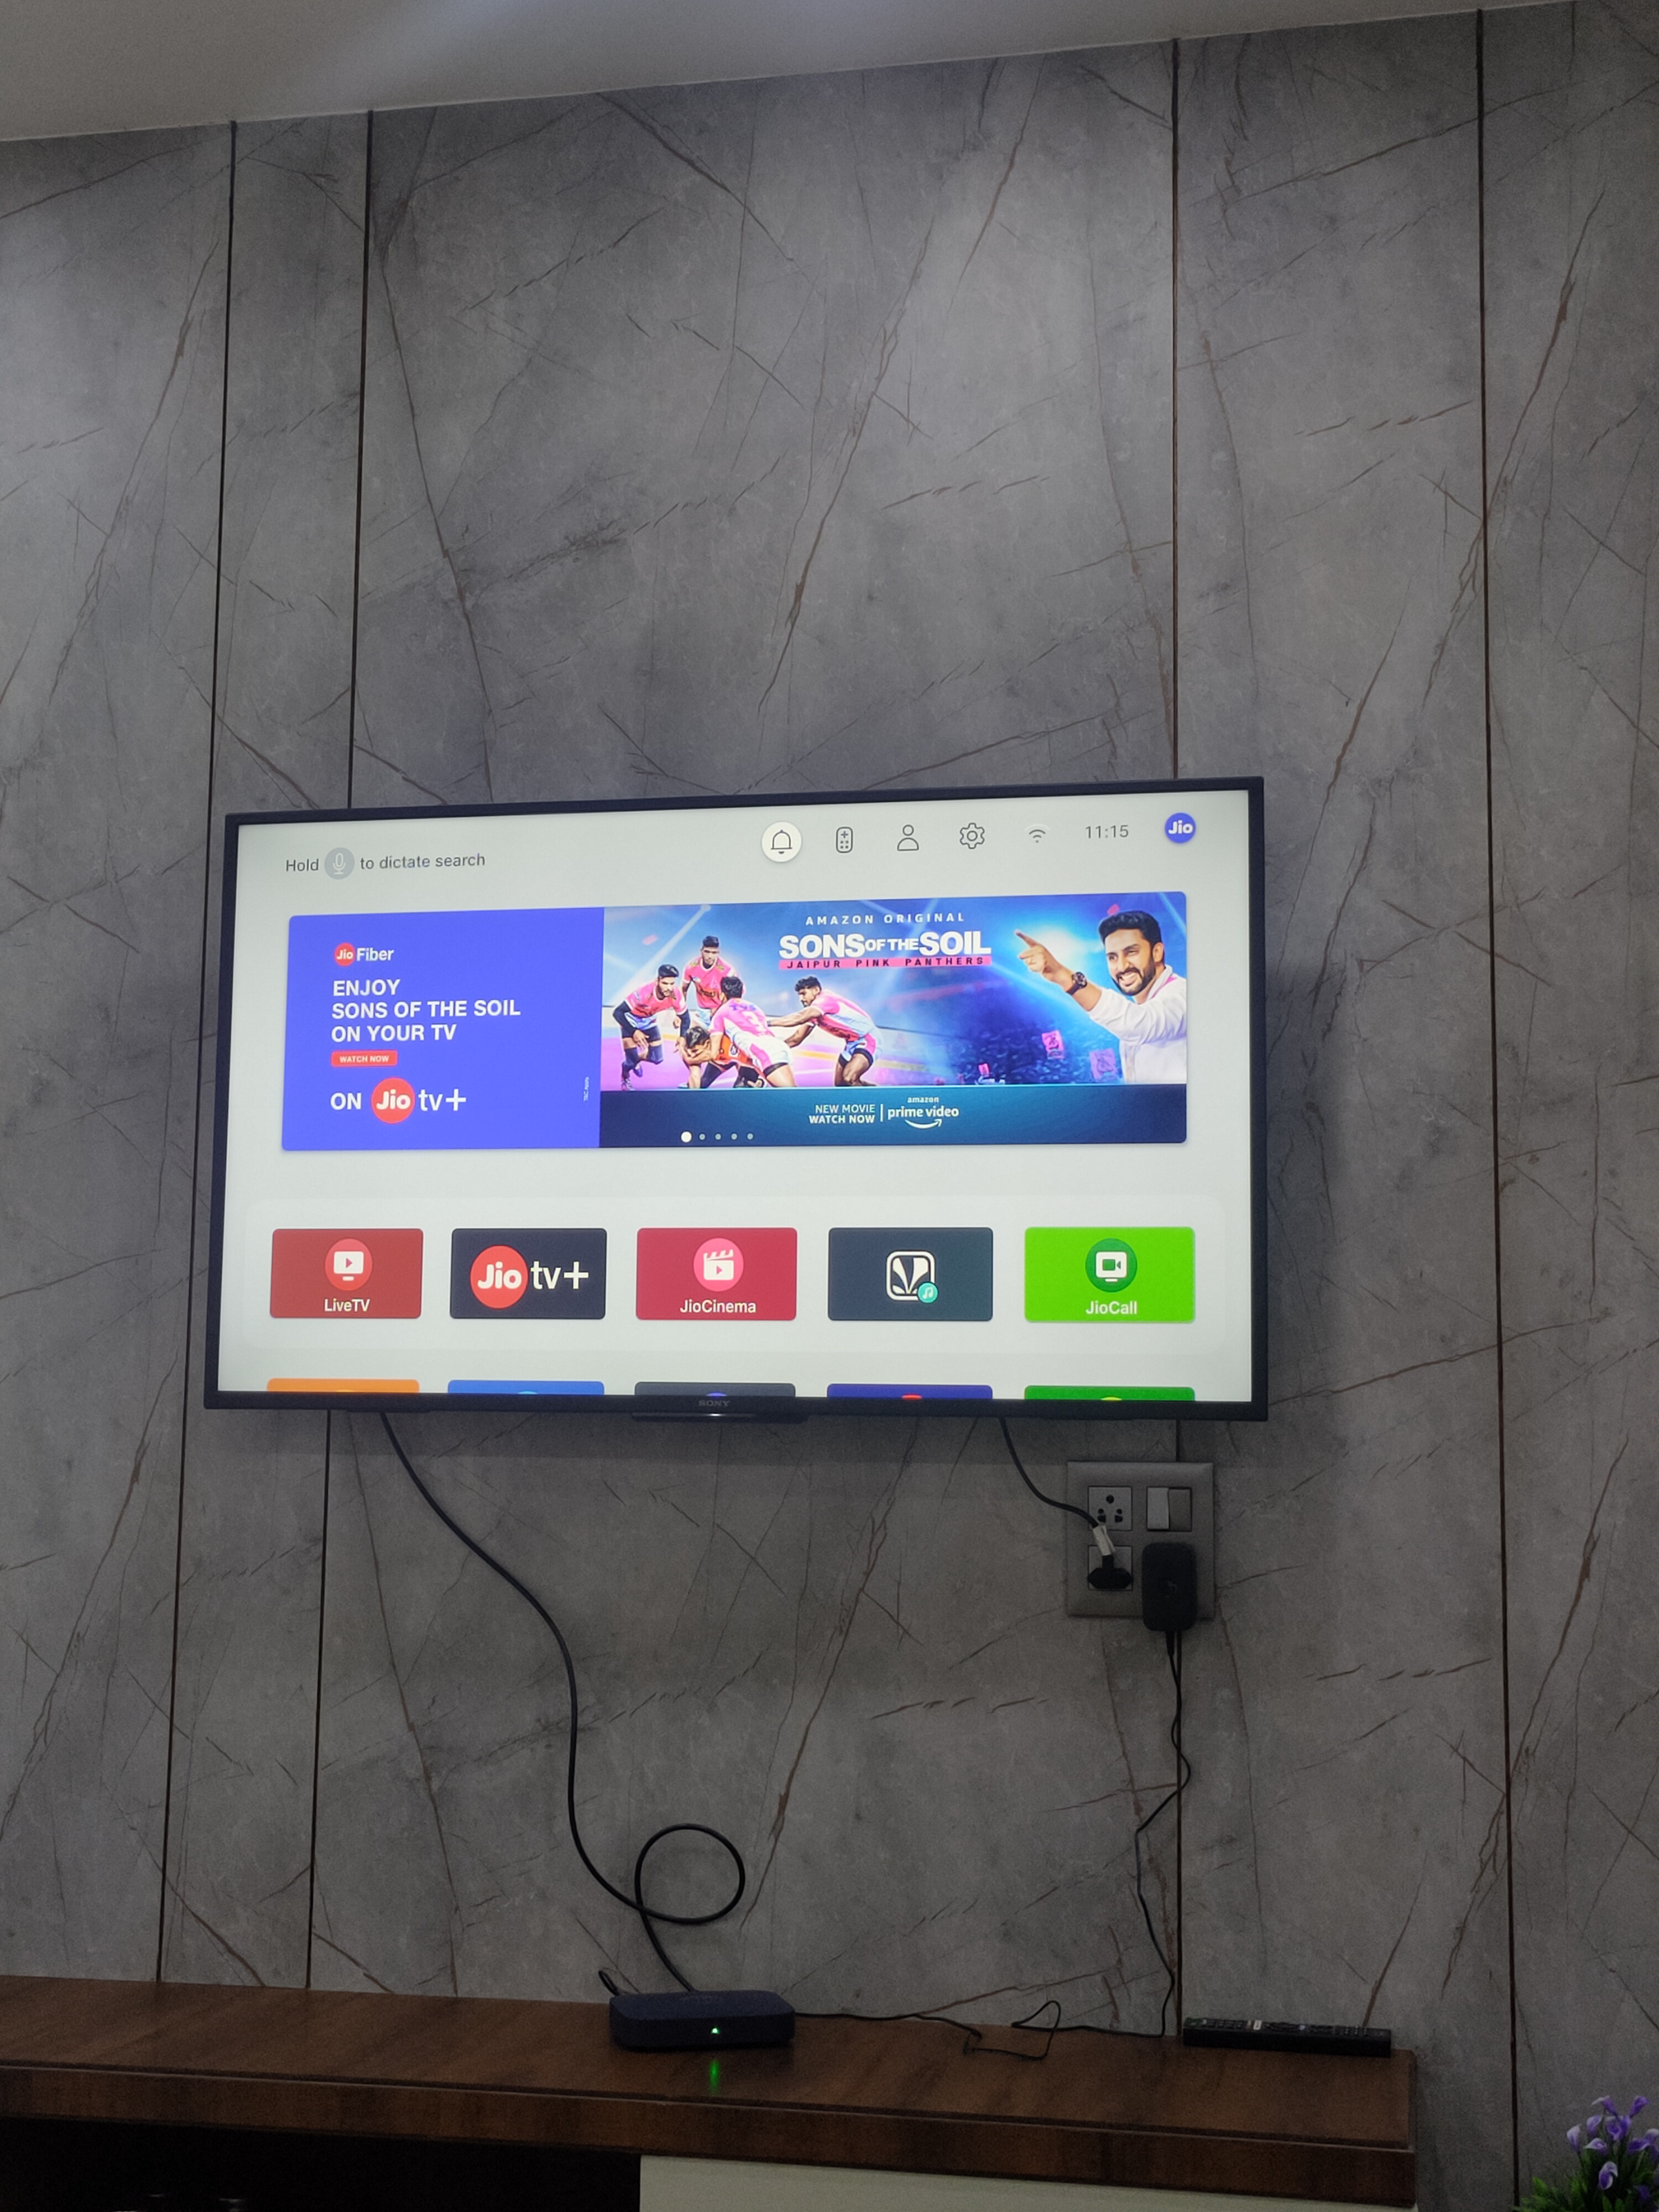 Hold to dictate search
11:15
Jio
Jio Fiber
ENJOY
SONS OF THE SOIL
ON YOUR TV
WATCH NOW
ON Jio tv+
AMAZON ORIGINAL
SONS OF THE SOIL
JAIPUR PINK PANTHERS
NEW MOVIE
WATCH NOW
amazon
prime video
LiveTV
Jio tv+
JioCinema
JioCall
SONY